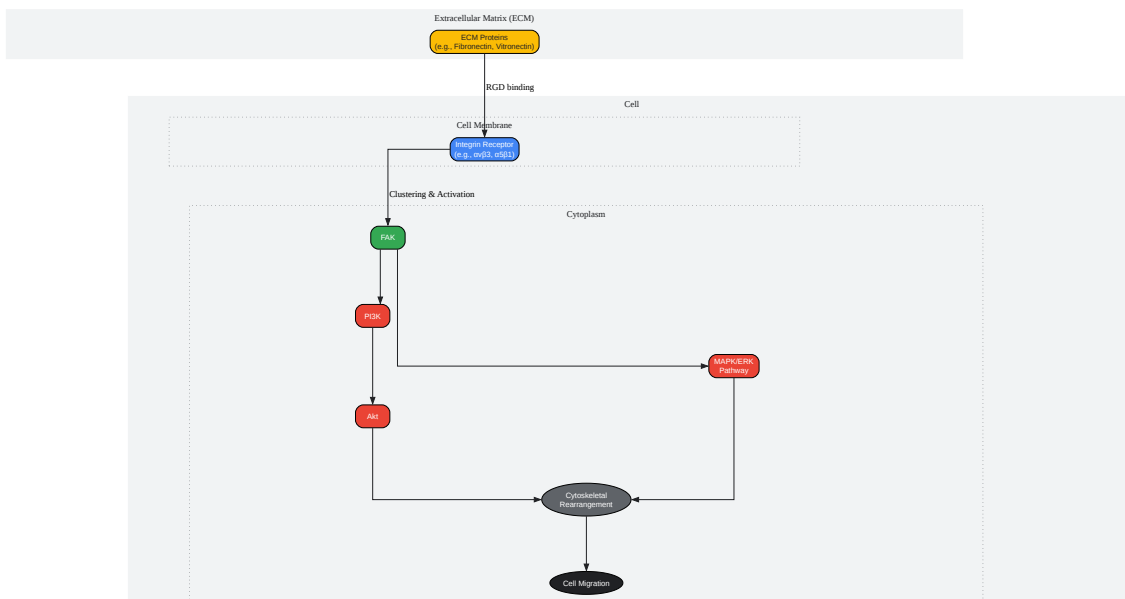 Extracellular Matrix (ECM)
ECM Proteins
(e.g., Fibronectin, Vitronectin)
RGD binding
Cell
Cell Membrane
Integrin Receptor
(e.g., αvβ3, α5β1)
Clustering & Activation
Cytoplasm
FAK
PI3K
MAPK/ERK
Pathway
Akt
Cytoskeletal
Rearrangement
Cell Migration